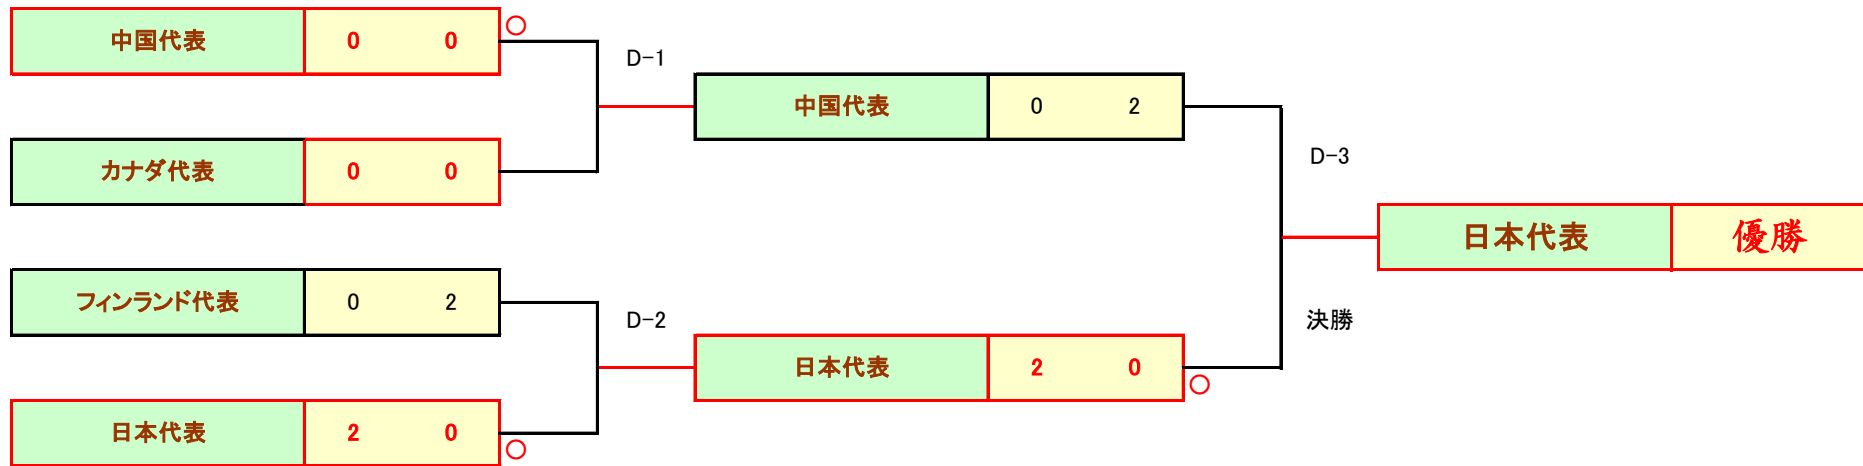 中国代表 0 0 ○
D-1
中国代表 0 2
カナダ代表 0 0
D-3
日本代表 優勝
フィンランド代表 0 2
D-2
決勝
日本代表 2 0 ○
日本代表 2 0 ○